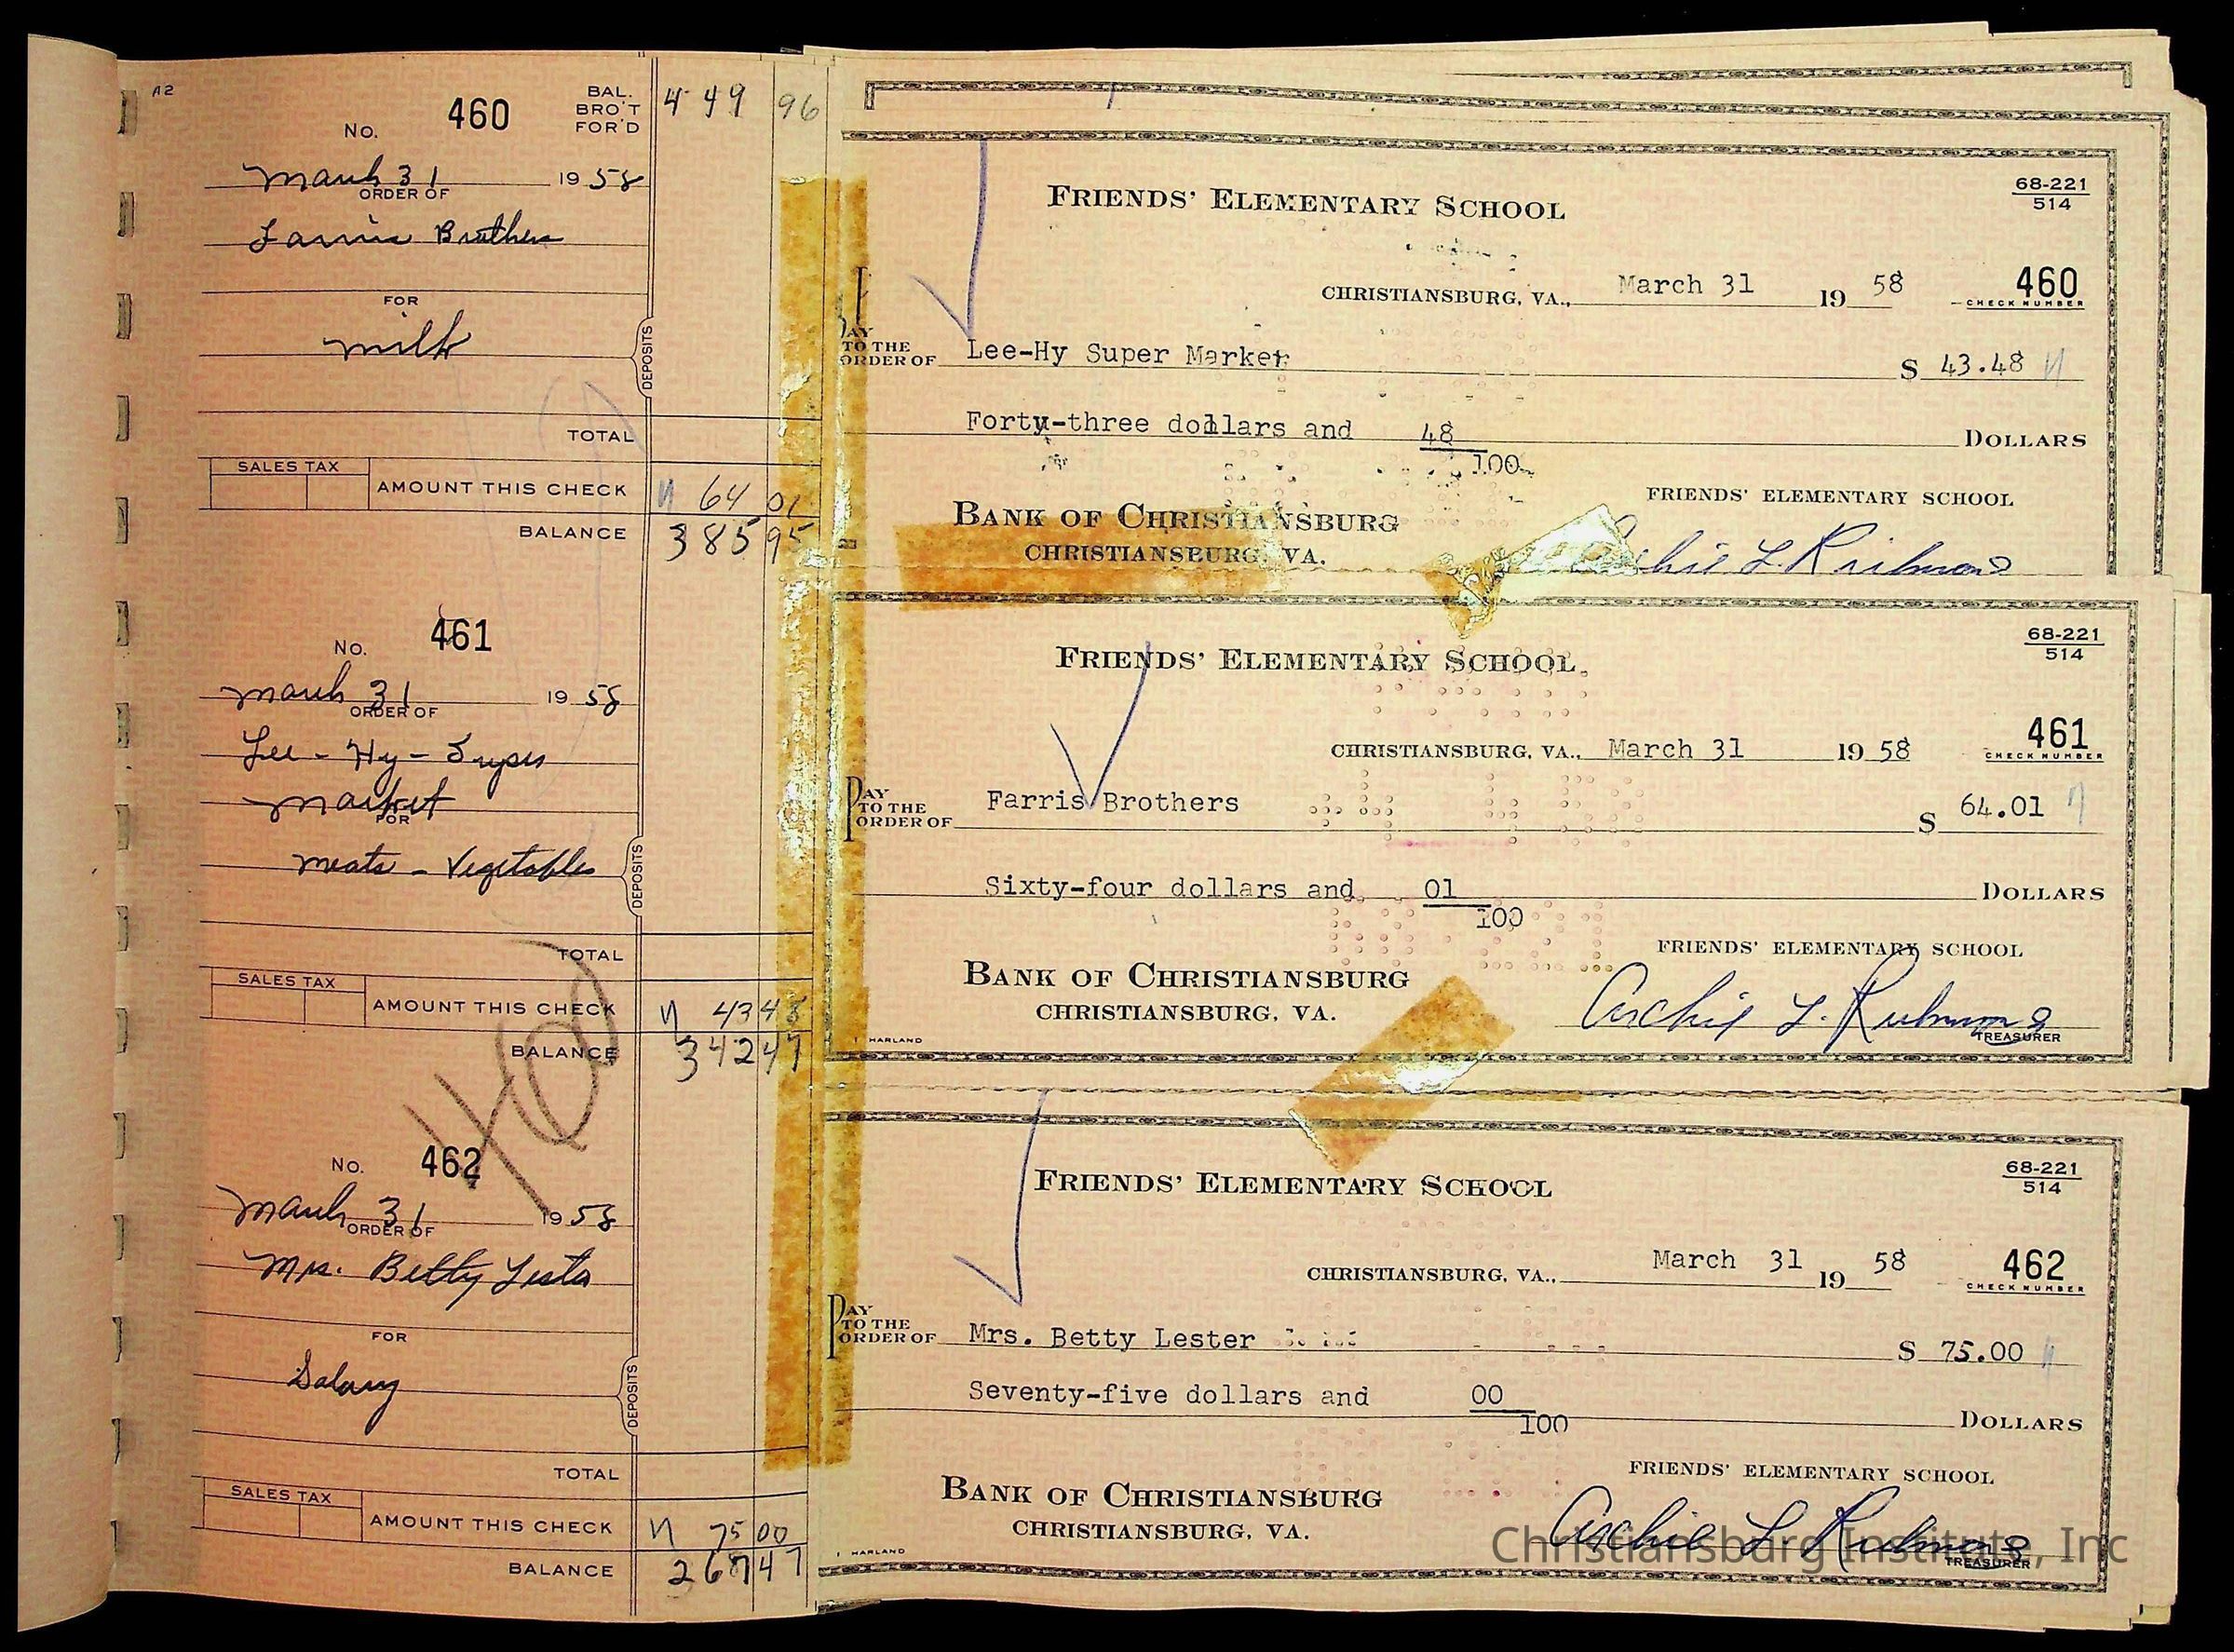 A2
No. 460
BAL. BRO'T FOR'D 449 96
March 31 1958
ORDER OF
Farris Brothers
FOR
milk
DEPOSITS
TOTAL
SALES TAX
AMOUNT THIS CHECK 64 01
BALANCE 385 95
No. 461
March 31 1958
ORDER OF
Lee - Hy - Super
market
FOR
meats - Vegetables
DEPOSITS
TOTAL
SALES TAX
AMOUNT THIS CHECK 43 48
BALANCE 342 47
No. 462
March 31 1958
ORDER OF
Mrs. Betty Lester
FOR
Salary
DEPOSITS
TOTAL
SALES TAX
AMOUNT THIS CHECK 75 00
BALANCE 267 47
FRIENDS' ELEMENTARY SCHOOL
68-221
514
CHRISTIANSBURG, VA., March 31 19 58
460
CHECK NUMBER
PAY TO THE ORDER OF Lee-Hy Super Market $ 43.48
Forty-three dollars and 48/100 DOLLARS
FRIENDS' ELEMENTARY SCHOOL
BANK OF CHRISTIANSBURG
CHRISTIANSBURG, VA.
FRIENDS' ELEMENTARY SCHOOL
68-221
514
CHRISTIANSBURG, VA., March 31 19 58
461
CHECK NUMBER
PAY TO THE ORDER OF Farris Brothers $ 64.01
Sixty-four dollars and 01/100 DOLLARS
FRIENDS' ELEMENTARY SCHOOL
BANK OF CHRISTIANSBURG
CHRISTIANSBURG, VA.
Archie L.
TREASURER
HARLAND
FRIENDS' ELEMENTARY SCHOOL
68-221
514
CHRISTIANSBURG, VA., March 31 19 58
462
CHECK NUMBER
PAY TO THE ORDER OF Mrs. Betty Lester $ 75.00
Seventy-five dollars and 00/100 DOLLARS
FRIENDS' ELEMENTARY SCHOOL
BANK OF CHRISTIANSBURG
CHRISTIANSBURG, VA.
Archie L
TREASURER
HARLAND
Christiansburg Institute, Inc